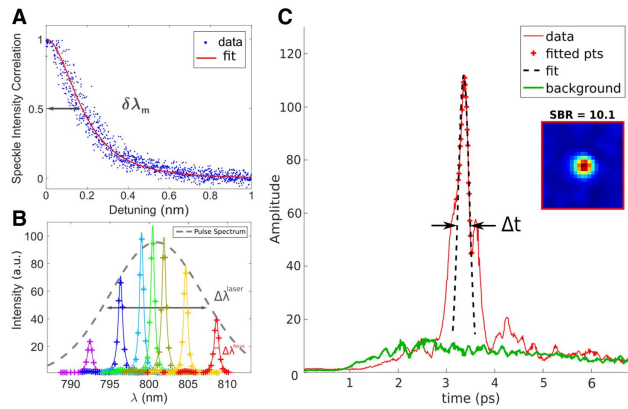 A
Speckle Intensity Correlation
1
0.5
0
data
fit
δλm
0 0.2 0.4 0.6 0.8 1
Detuning (nm)
B
Intensity (a.u.)
100
80
60
40
20
Pulse Spectrum
Δλlaser
790 795 800 805 810
λ (nm)
C
Amplitude
120
100
80
60
40
20
0
data
fitted pts
fit
background
SBR = 10.1
Δt
1 2 3 4 5 6
time (ps)